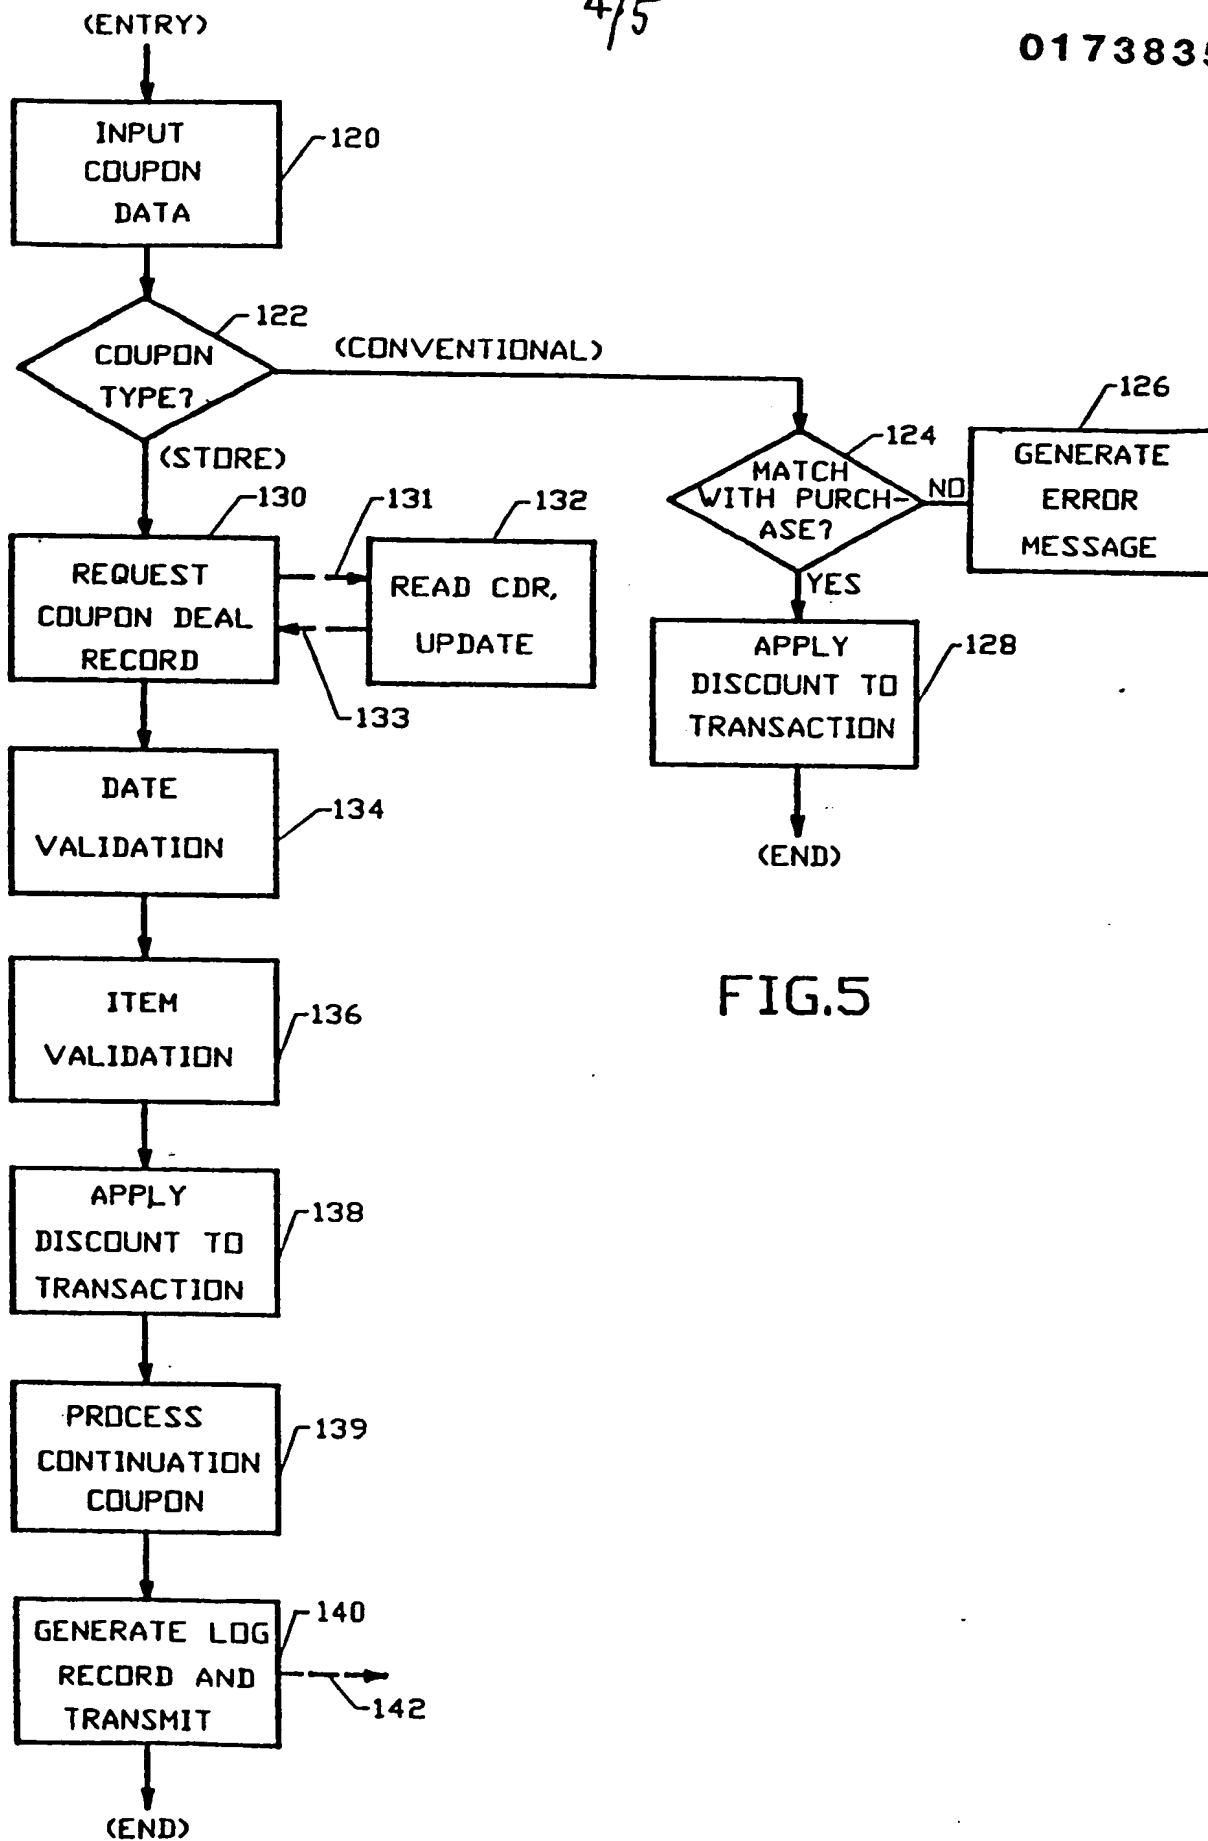 4/5
0173835
(ENTRY)
INPUT
COUPON
DATA
120
COUPON
TYPE?
122
(CONVENTIONAL)
(STORE)
MATCH
WITH PURCH-
ASE?
124
NO
GENERATE
ERROR
MESSAGE
126
YES
APPLY
DISCOUNT TO
TRANSACTION
128
(END)
REQUEST
COUPON DEAL
RECORD
130
131
READ CDR,
UPDATE
132
133
DATE
VALIDATION
134
ITEM
VALIDATION
136
APPLY
DISCOUNT TO
TRANSACTION
138
PROCESS
CONTINUATION
COUPON
139
GENERATE LOG
RECORD AND
TRANSMIT
140
142
(END)
FIG.5